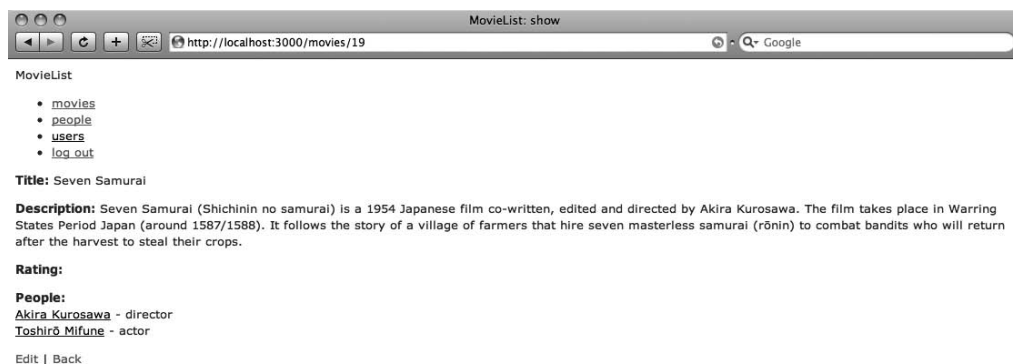 MovieList: show
http://localhost:3000/movies/19
Google
MovieList
• movies
• people
• users
• log out
Title: Seven Samurai
Description: Seven Samurai (Shichinin no samurai) is a 1954 Japanese film co-written, edited and directed by Akira Kurosawa. The film takes place in Warring
States Period Japan (around 1587/1588). It follows the story of a village of farmers that hire seven masterless samurai (rōnin) to combat bandits who will return
after the harvest to steal their crops.
Rating:
People:
Akira Kurosawa - director
Toshirō Mifune - actor
Edit | Back